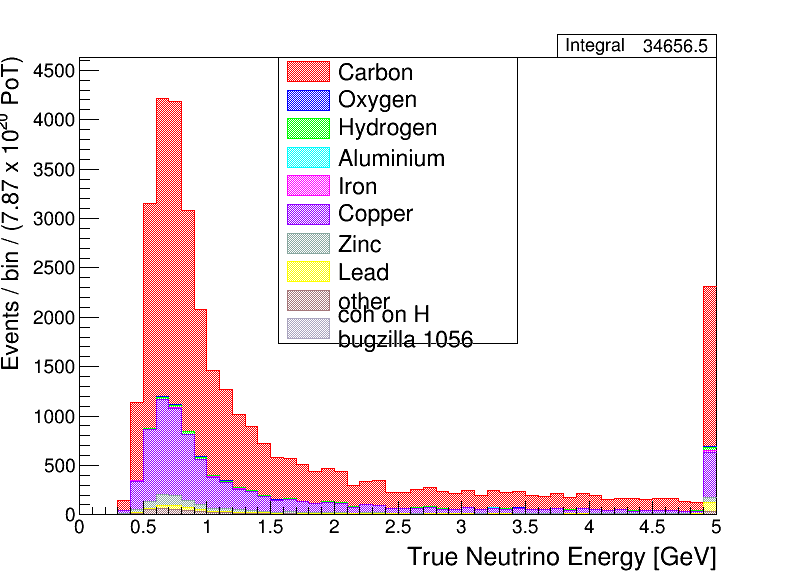 Integral 34656.5
Events / bin / (7.87 x 10^20 PoT)
4500
4000
3500
3000
2500
2000
1500
1000
500
0
Carbon
Oxygen
Hydrogen
Aluminium
Iron
Copper
Zinc
Lead
other
coh on H
bugzilla 1056
0 0.5 1 1.5 2 2.5 3 3.5 4 4.5 5
True Neutrino Energy [GeV]